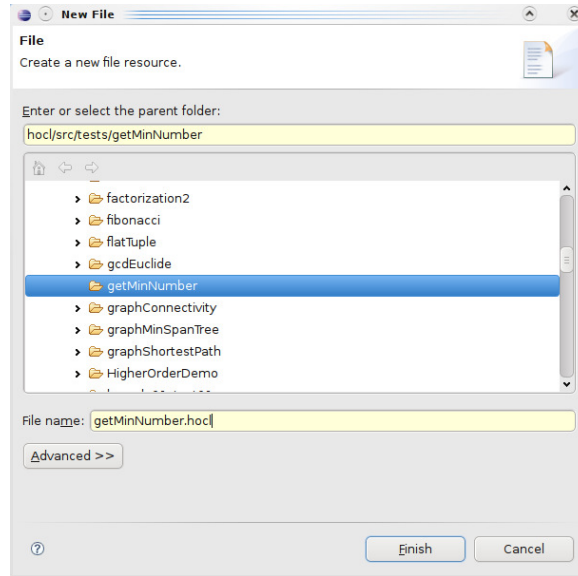 New File
File
Create a new file resource.
Enter or select the parent folder:
hocl/src/tests/getMinNumber
factorization2
fibonacci
flatTuple
gcdEuclide
getMinNumber
graphConnectivity
graphMinSpanTree
graphShortestPath
HigherOrderDemo
File name: getMinNumber.hocl
Advanced >>
Finish Cancel